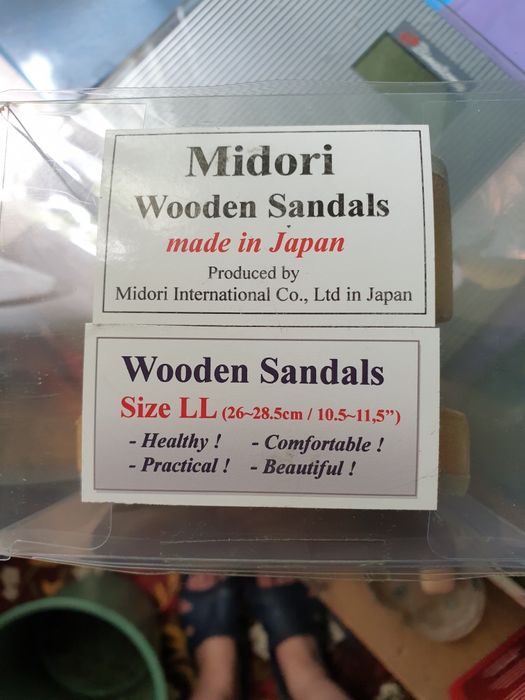 Midori
Wooden Sandals
made in Japan
Produced by
Midori International Co., Ltd in Japan
Wooden Sandals
Size LL (26~28.5cm / 10.5~11,5")
- Healthy ! - Comfortable !
- Practical ! - Beautiful !